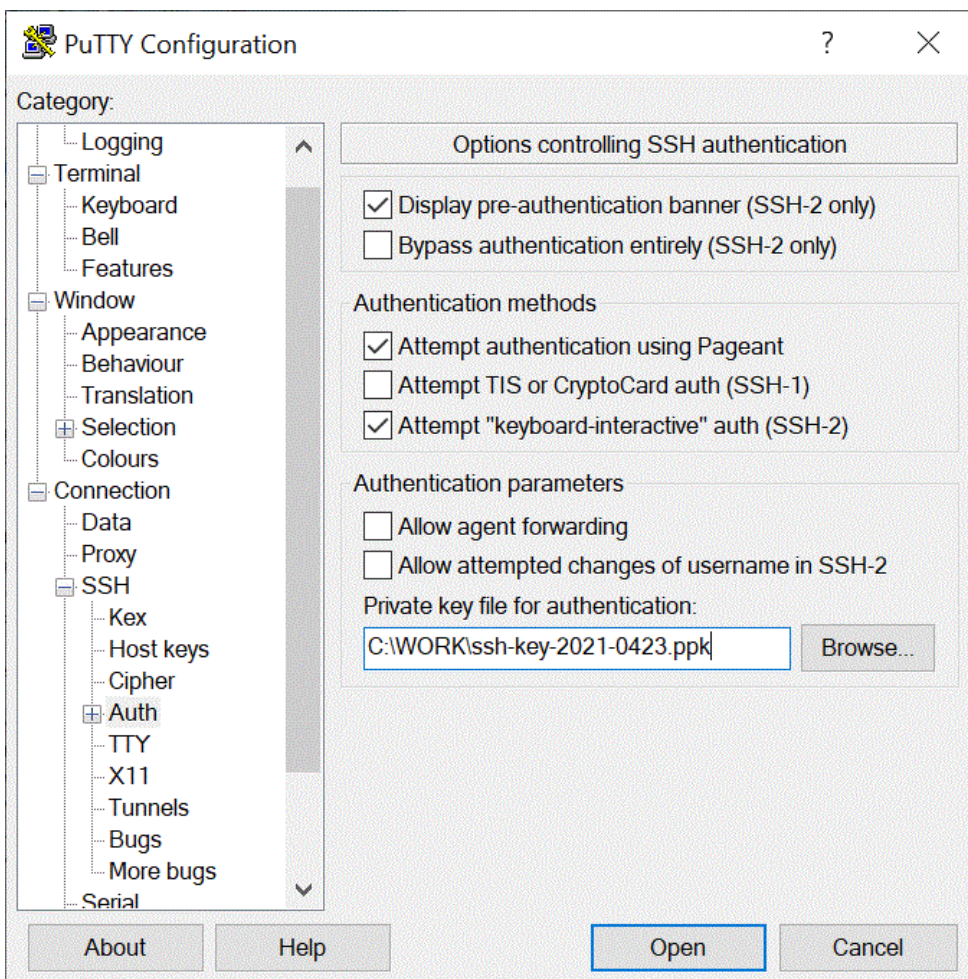 PuTTY Configuration
?
Category:
Logging
Terminal
Keyboard
Bell
Features
Window
Appearance
Behaviour
Translation
Selection
Colours
Connection
Data
Proxy
SSH
Kex
Host keys
Cipher
Auth
TTY
X11
Tunnels
Bugs
More bugs
Serial
Options controlling SSH authentication
Display pre-authentication banner (SSH-2 only)
Bypass authentication entirely (SSH-2 only)
Authentication methods
Attempt authentication using Pageant
Attempt TIS or CryptoCard auth (SSH-1)
Attempt "keyboard-interactive" auth (SSH-2)
Authentication parameters
Allow agent forwarding
Allow attempted changes of username in SSH-2
Private key file for authentication:
C:\WORK\ssh-key-2021-0423.ppk
Browse...
About
Help
Open
Cancel